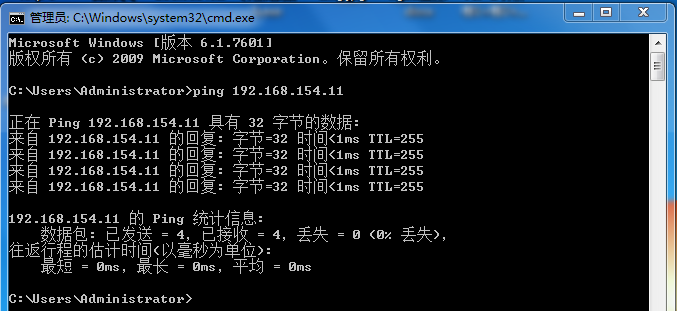 管理员: C:\Windows\system32\cmd.exe
Microsoft Windows [版本 6.1.7601]
版权所有 (c) 2009 Microsoft Corporation。保留所有权利。
C:\Users\Administrator>ping 192.168.154.11
正在 Ping 192.168.154.11 具有 32 字节的数据:
来自 192.168.154.11 的回复: 字节=32 时间<1ms TTL=255
来自 192.168.154.11 的回复: 字节=32 时间<1ms TTL=255
来自 192.168.154.11 的回复: 字节=32 时间<1ms TTL=255
来自 192.168.154.11 的回复: 字节=32 时间<1ms TTL=255
192.168.154.11 的 Ping 统计信息:
数据包: 已发送 = 4, 已接收 = 4, 丢失 = 0 (0% 丢失),
往返行程的估计时间(以毫秒为单位):
最短 = 0ms, 最长 = 0ms, 平均 = 0ms
C:\Users\Administrator>